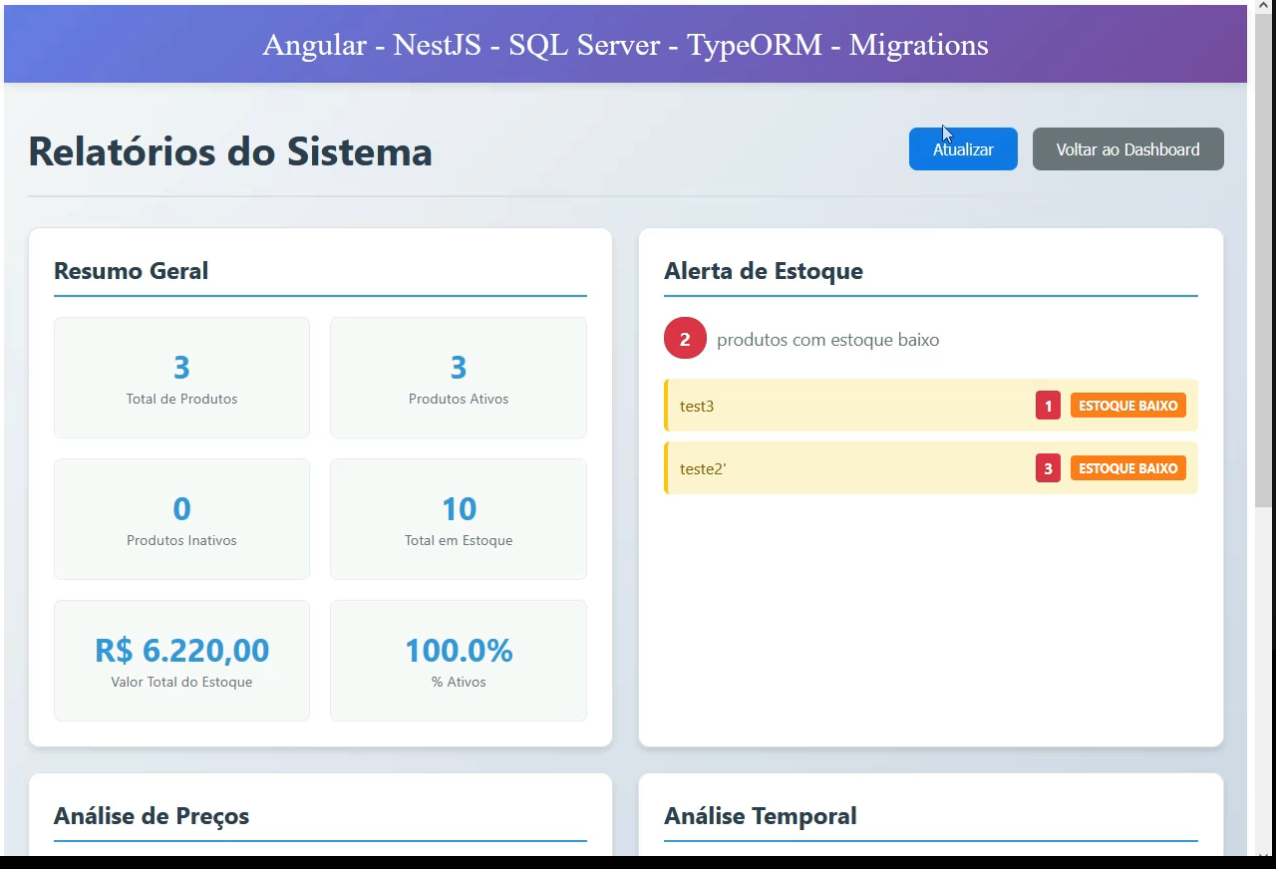 Angular - NestJS - SQL Server - TypeORM - Migrations
Relatórios do Sistema
Atualizar
Voltar ao Dashboard
Resumo Geral
3
Total de Produtos
3
Produtos Ativos
0
Produtos Inativos
10
Total em Estoque
R$ 6.220,00
Valor Total do Estoque
100.0%
% Ativos
Alerta de Estoque
2 produtos com estoque baixo
test3 1 ESTOQUE BAIXO
teste2' 3 ESTOQUE BAIXO
Análise de Preços
Análise Temporal